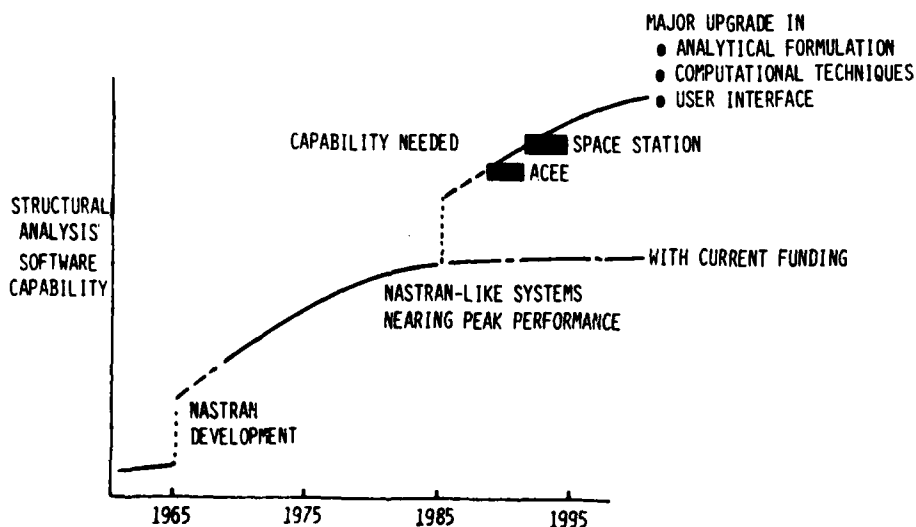 MAJOR UPGRADE IN
• ANALYTICAL FORMULATION
• COMPUTATIONAL TECHNIQUES
• USER INTERFACE
CAPABILITY NEEDED
SPACE STATION
ACEE
STRUCTURAL
ANALYSIS
SOFTWARE
CAPABILITY
WITH CURRENT FUNDING
NASTRAN-LIKE SYSTEMS
NEARING PEAK PERFORMANCE
NASTRAN
DEVELOPMENT
1965 1975 1985 1995